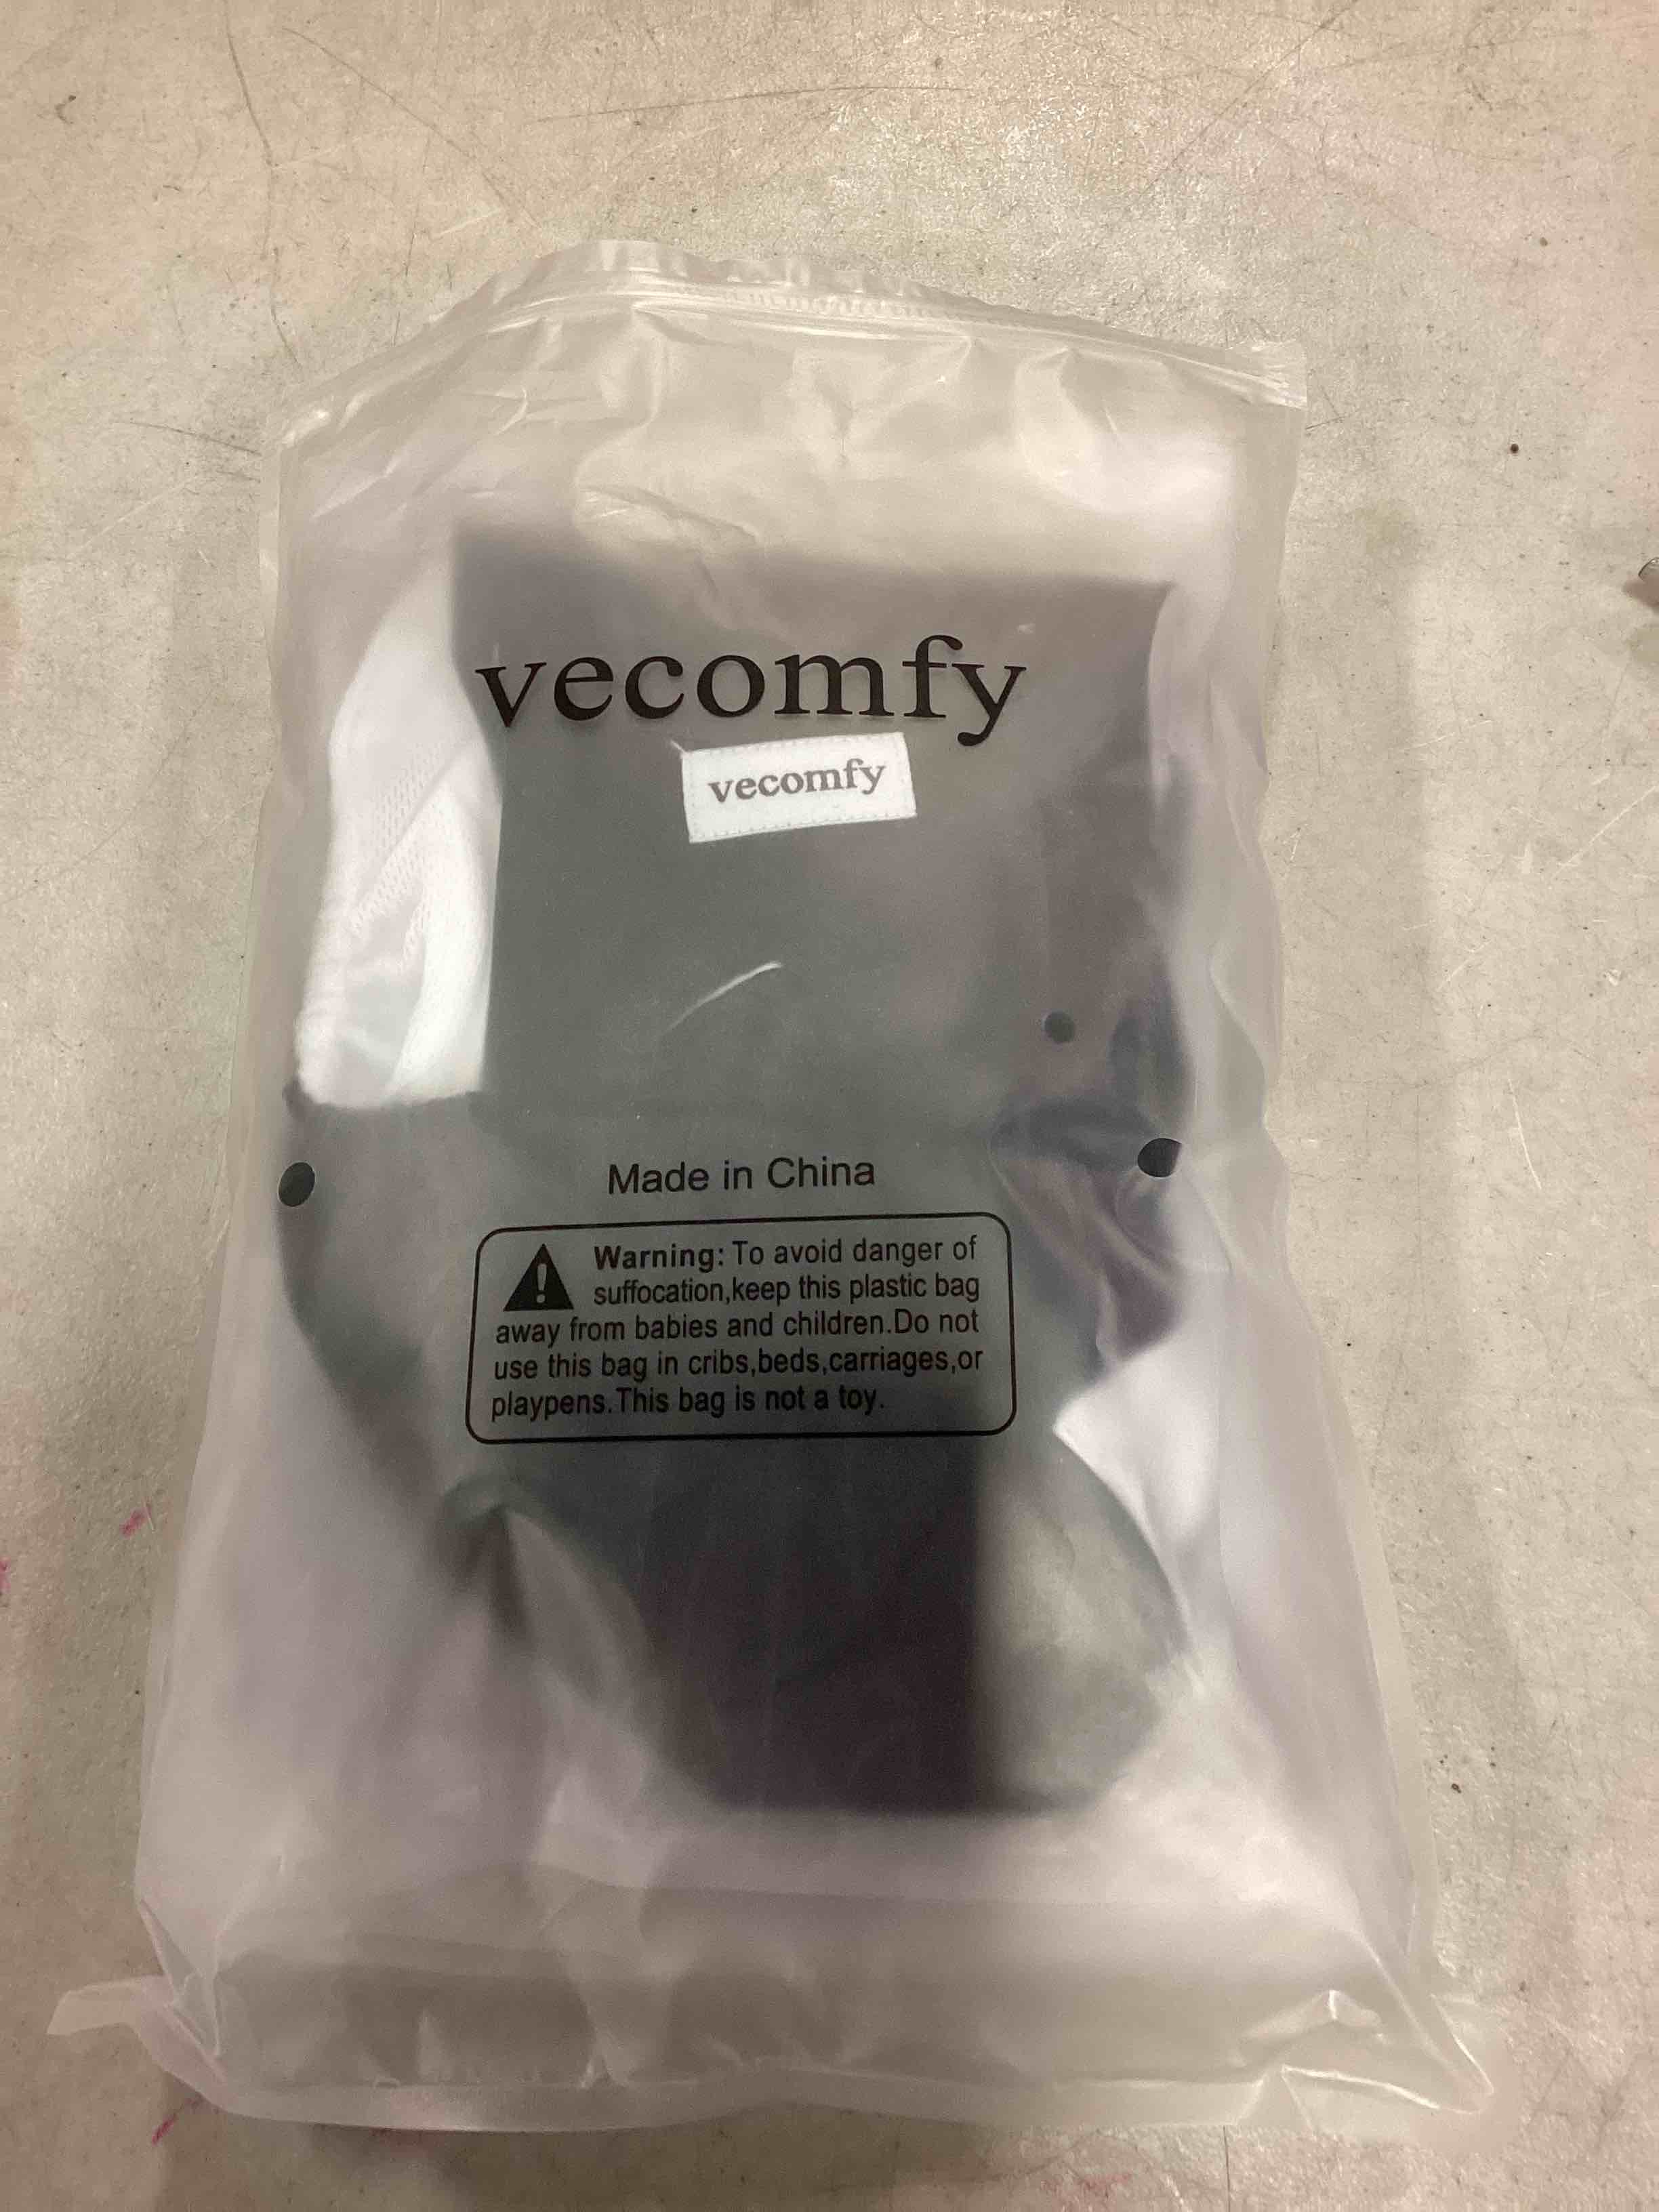 vecomfy
vecomfy
Made in China
Warning: To avoid danger of
suffocation,keep this plastic bag
away from babies and children.Do not
use this bag in cribs,beds,carriages,or
playpens.This bag is not a toy.